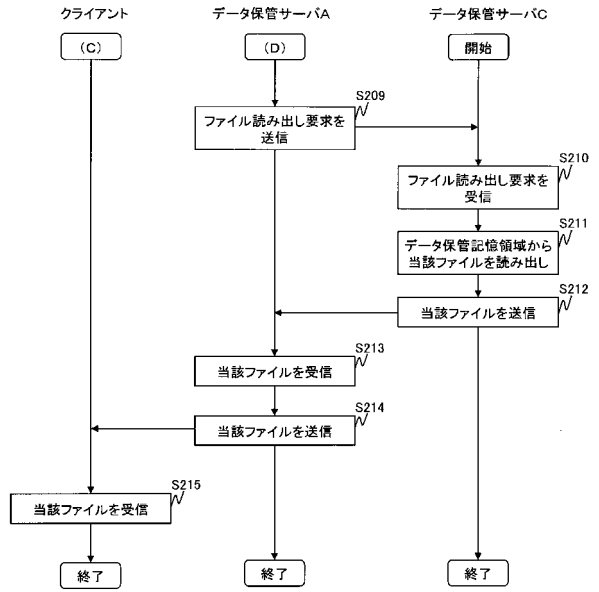 クライアント
データ保管サーバA
データ保管サーバC
(C)
(D)
開始
S209
ファイル読み出し要求を
送信
S210
ファイル読み出し要求を
受信
S211
データ保管記憶領域から
当該ファイルを読み出し
S212
当該ファイルを送信
S213
当該ファイルを受信
S214
当該ファイルを送信
S215
当該ファイルを受信
終了
終了
終了